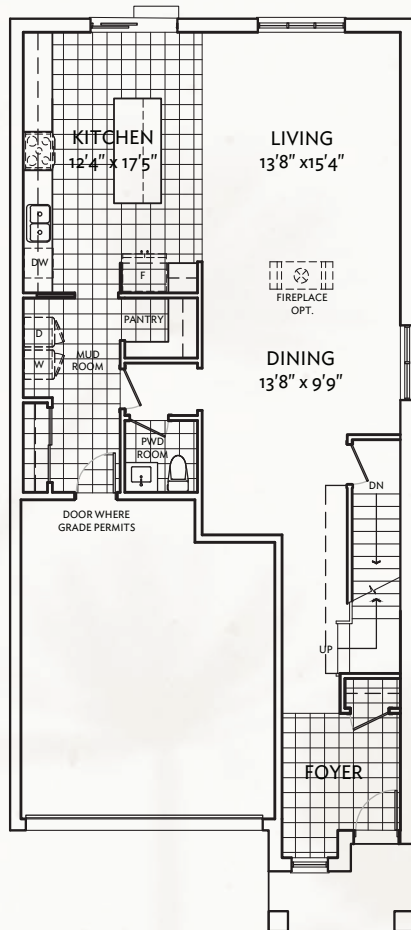 KITCHEN
12'4" x 17'5"
LIVING
13'8" x15'4"
DW
F
FIREPLACE
OPT.
PANTRY
D
W
MUD
ROOM
DINING
13'8" x 9'9"
PWD
ROOM
DN
DOOR WHERE
GRADE PERMITS
UP
FOYER